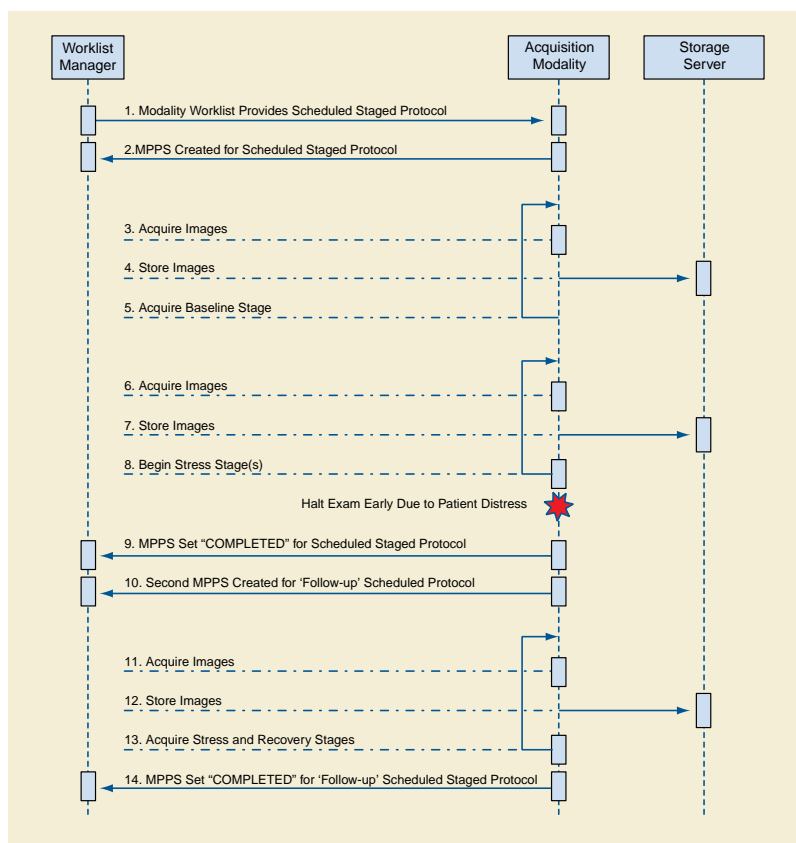 Worklist
Manager
Acquisition
Modality
Storage
Server
1. Modality Worklist Provides Scheduled Staged Protocol
2.MPPS Created for Scheduled Staged Protocol
3. Acquire Images
4. Store Images
5. Acquire Baseline Stage
6. Acquire Images
7. Store Images
8. Begin Stress Stage(s)
Halt Exam Early Due to Patient Distress
9. MPPS Set “COMPLETED” for Scheduled Staged Protocol
10. Second MPPS Created for ‘Follow-up’ Scheduled Protocol
11. Acquire Images
12. Store Images
13. Acquire Stress and Recovery Stages
14. MPPS Set “COMPLETED” for ‘Follow-up’ Scheduled Staged Protocol